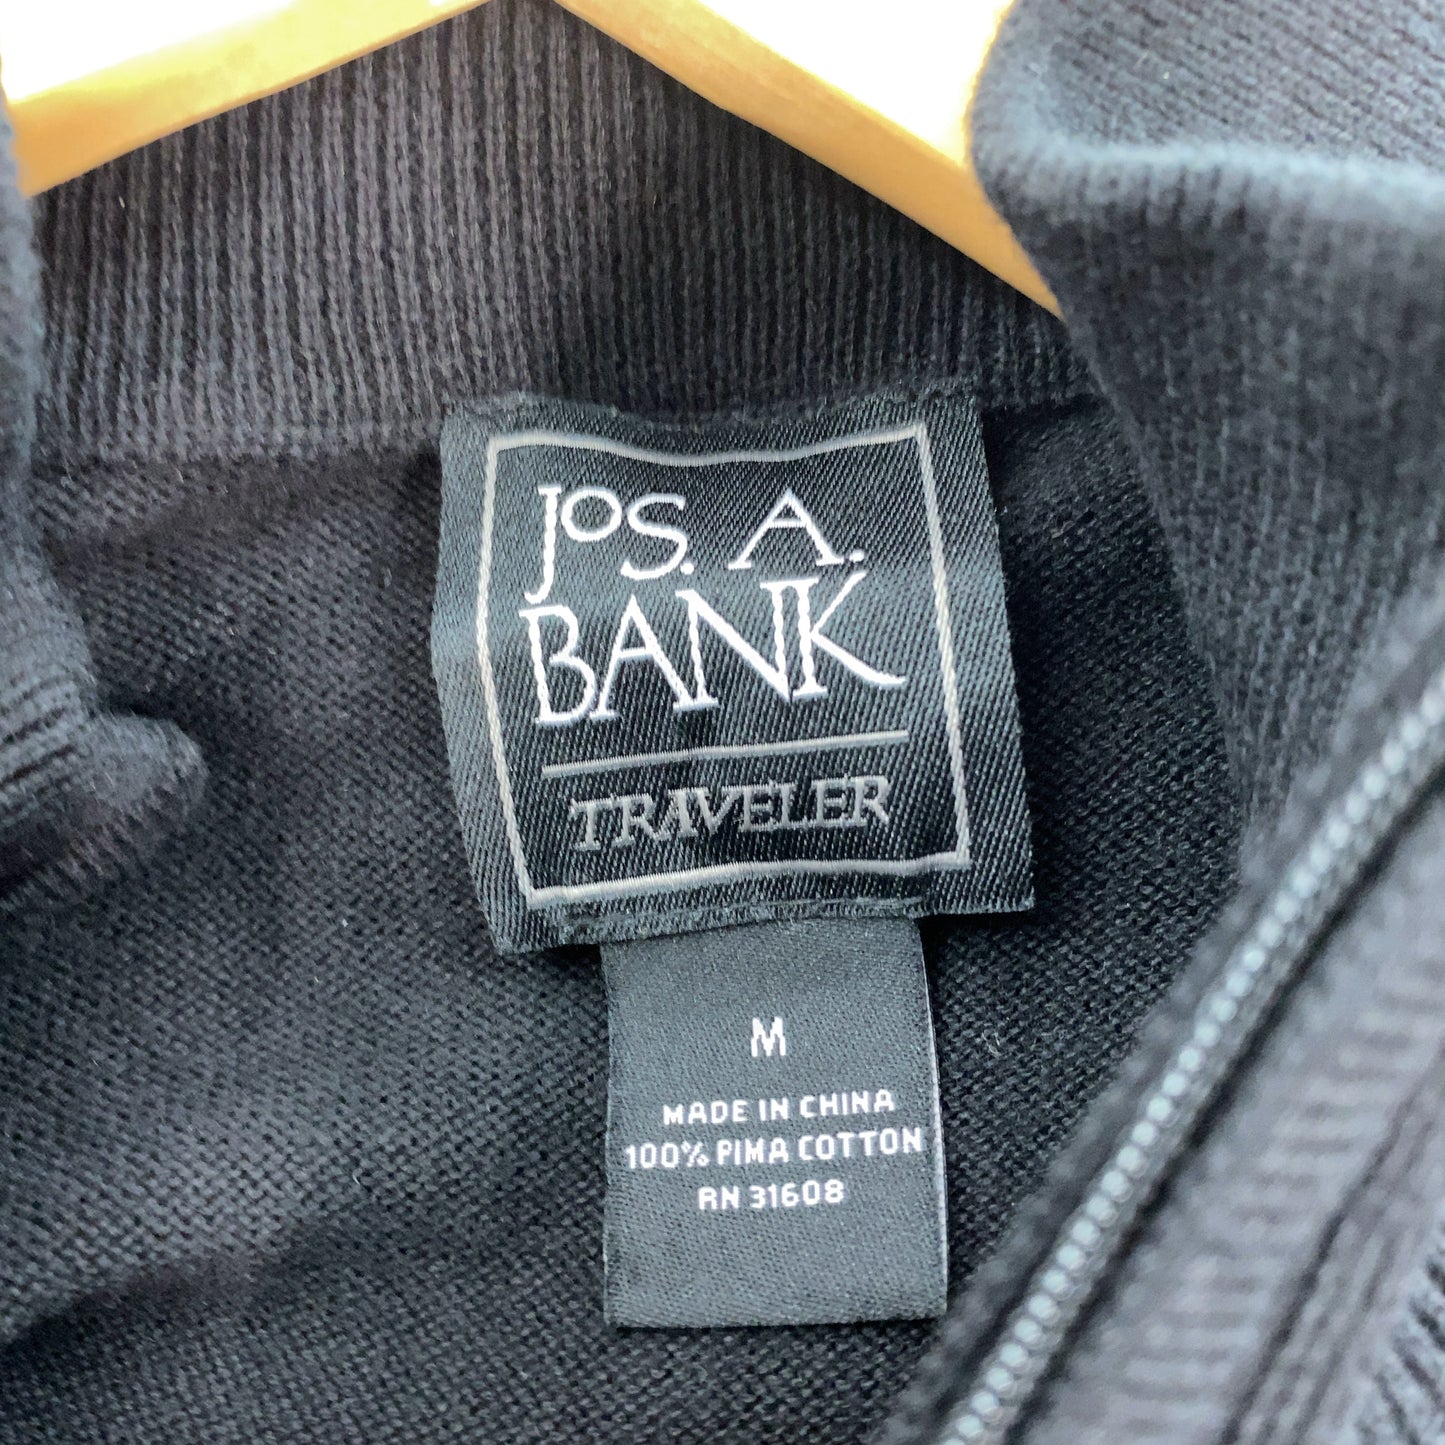 JOS. A.
BANK
TRAVELER
M
MADE IN CHINA
100% PIMA COTTON
RN 31608